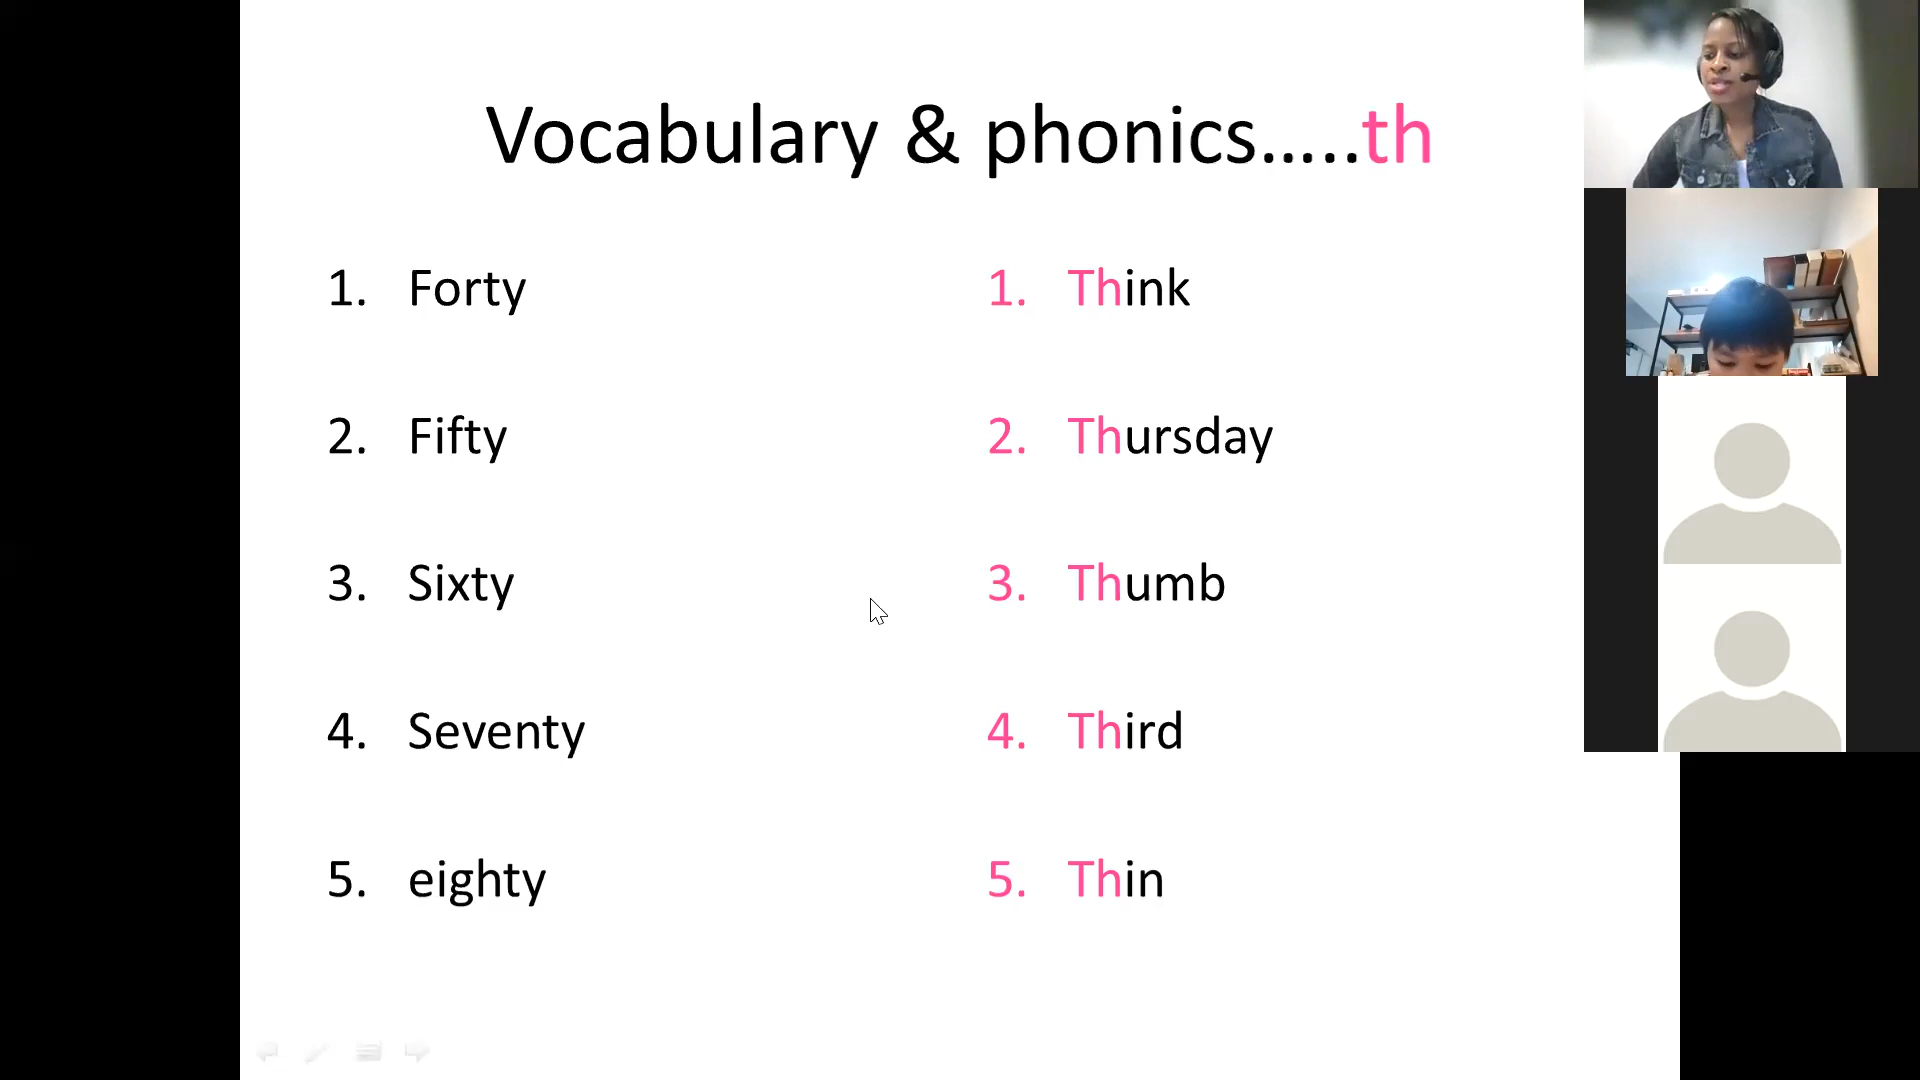 Vocabulary & phonics.....th
1. Forty
2. Fifty
3. Sixty
4. Seventy
5. eighty
1. Think
2. Thursday
3. Thumb
4. Third
5. Thin